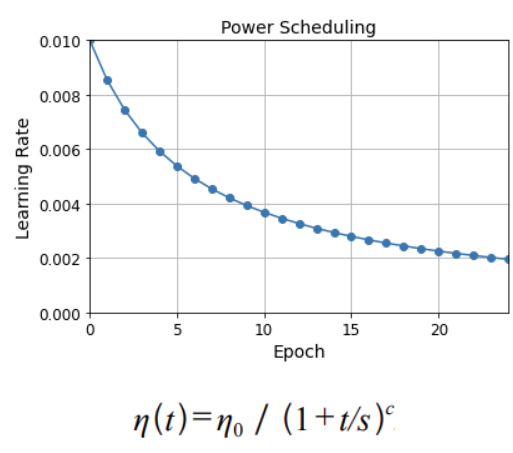 Power Scheduling
0.010
0.008
0.006
0.004
0.002
0.000
Learning Rate
0 5 10 15 20
Epoch
η(t)=η₀ / (1+t/s)ᶜ